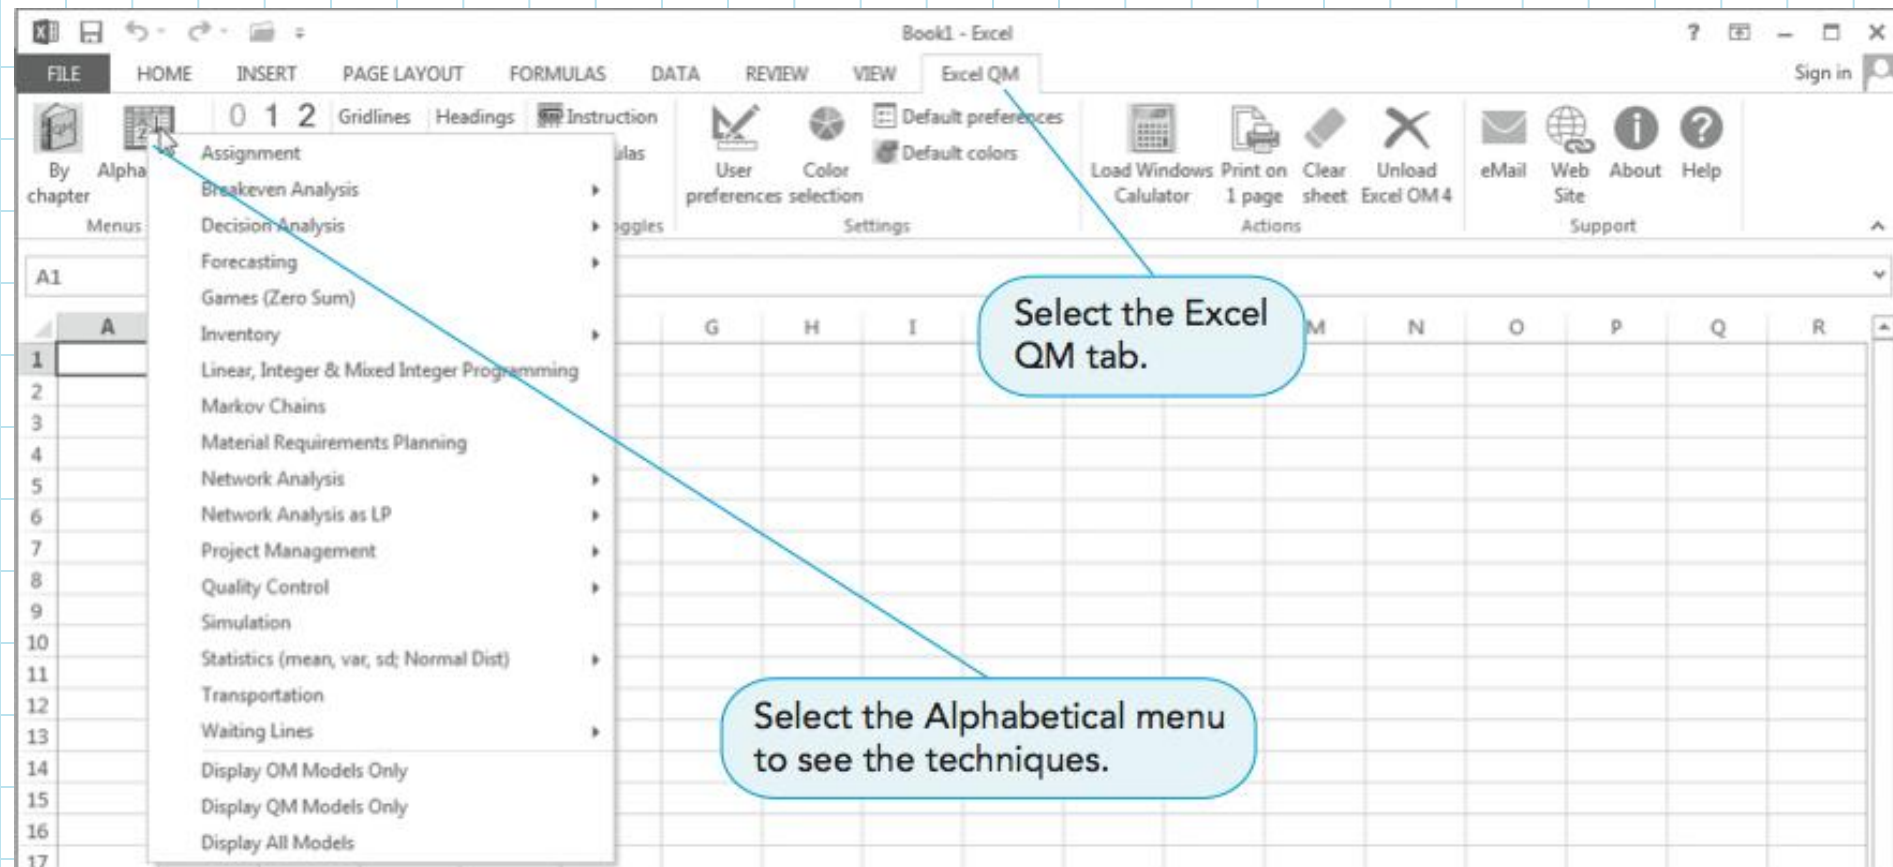 Book1 - Excel
?
FILE HOME INSERT PAGE LAYOUT FORMULAS DATA REVIEW VIEW Excel QM Sign in
0 1 2 Gridlines Headings Instruction Default preferences
Default colors
By chapter
Alpha
ulas
User preferences
Color selection
Load Windows Calulator
Print on 1 page
Clear sheet
Unload Excel OM 4
eMail
Web Site
About
Help
Menus oggles Settings Actions Support
A1
A G H I M N O P Q R
1
2
3
4
5
6
7
8
9
10
11
12
13
14
15
16
17
Assignment
Breakeven Analysis
Decision Analysis
Forecasting
Games (Zero Sum)
Inventory
Linear, Integer & Mixed Integer Programming
Markov Chains
Material Requirements Planning
Network Analysis
Network Analysis as LP
Project Management
Quality Control
Simulation
Statistics (mean, var, sd; Normal Dist)
Transportation
Waiting Lines
Display OM Models Only
Display QM Models Only
Display All Models
Select the Excel
QM tab.
Select the Alphabetical menu
to see the techniques.